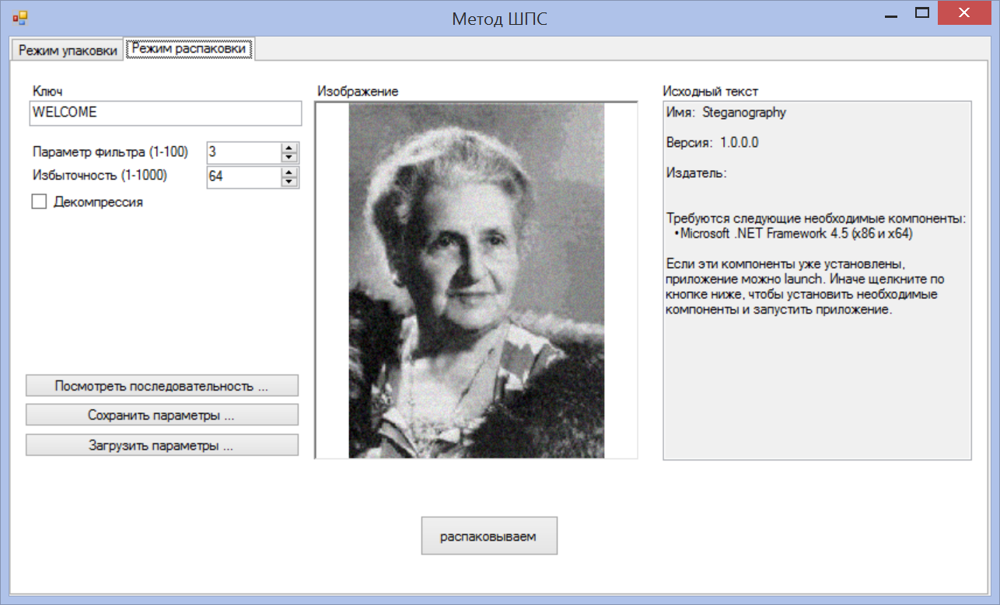 Метод ШПС
Режим упаковки
Режим распаковки
Ключ
WELCOME
Параметр фильтра (1-100)
3
Избыточность (1-1000)
64
Декомпрессия
Посмотреть последовательность ...
Сохранить параметры ...
Загрузить параметры ...
Изображение
Исходный текст
Имя: Steganography
Версия: 1.0.0.0
Издатель:
Требуются следующие необходимые компоненты:
•Microsoft .NET Framework 4.5 (x86 и x64)
Если эти компоненты уже установлены,
приложение можно launch. Иначе щелкните по
кнопке ниже, чтобы установить необходимые
компоненты и запустить приложение.
распаковываем